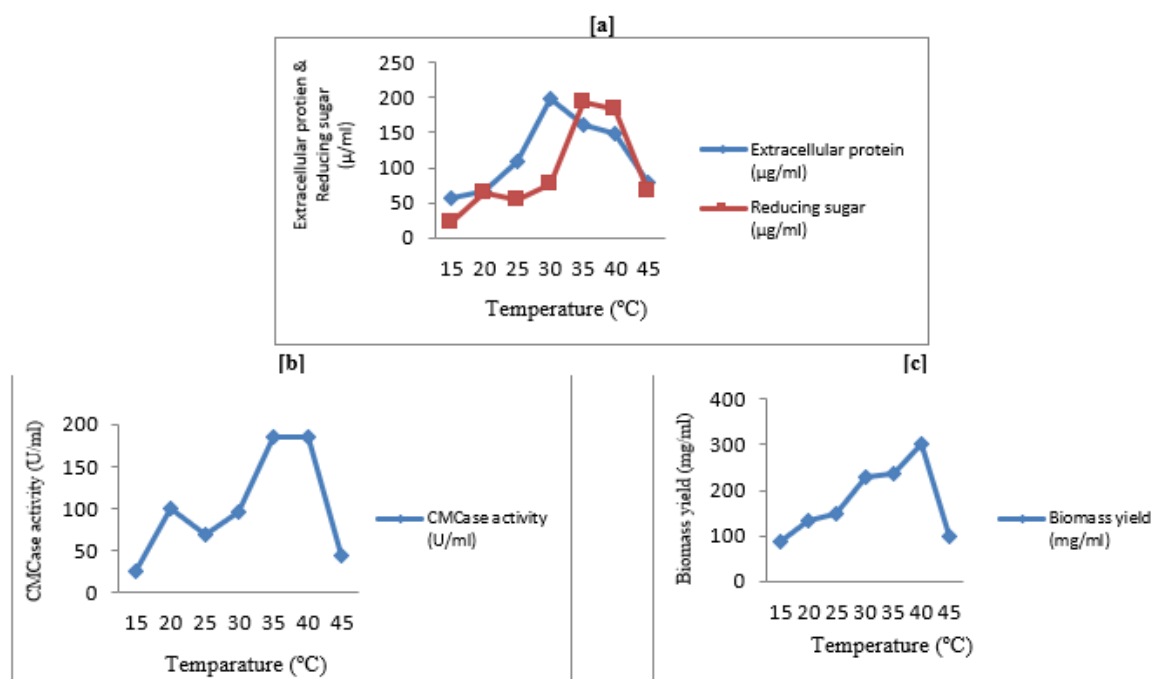 [a]
Extracellular protien &
Reducing sugar
(µ/ml)
250
200
150
100
50
0
15 20 25 30 35 40 45
Temperature (°C)
Extracellular protein
(µg/ml)
Reducing sugar
(µg/ml)
[b]
CMCase activity (U/ml)
200
150
100
50
0
15 20 25 30 35 40 45
Temparature (°C)
CMCase activity
(U/ml)
[c]
Biomass yield (mg/ml)
400
300
200
100
0
15 20 25 30 35 40 45
Temperature (°C)
Biomass yield
(mg/ml)